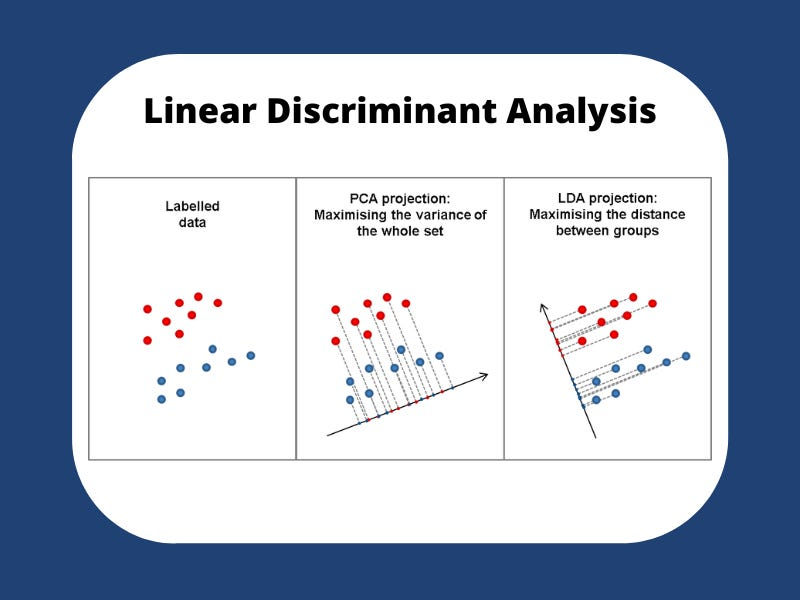 Linear Discriminant Analysis
Labelled
data
PCA projection:
Maximising the variance of
the whole set
LDA projection:
Maximising the distance
between groups